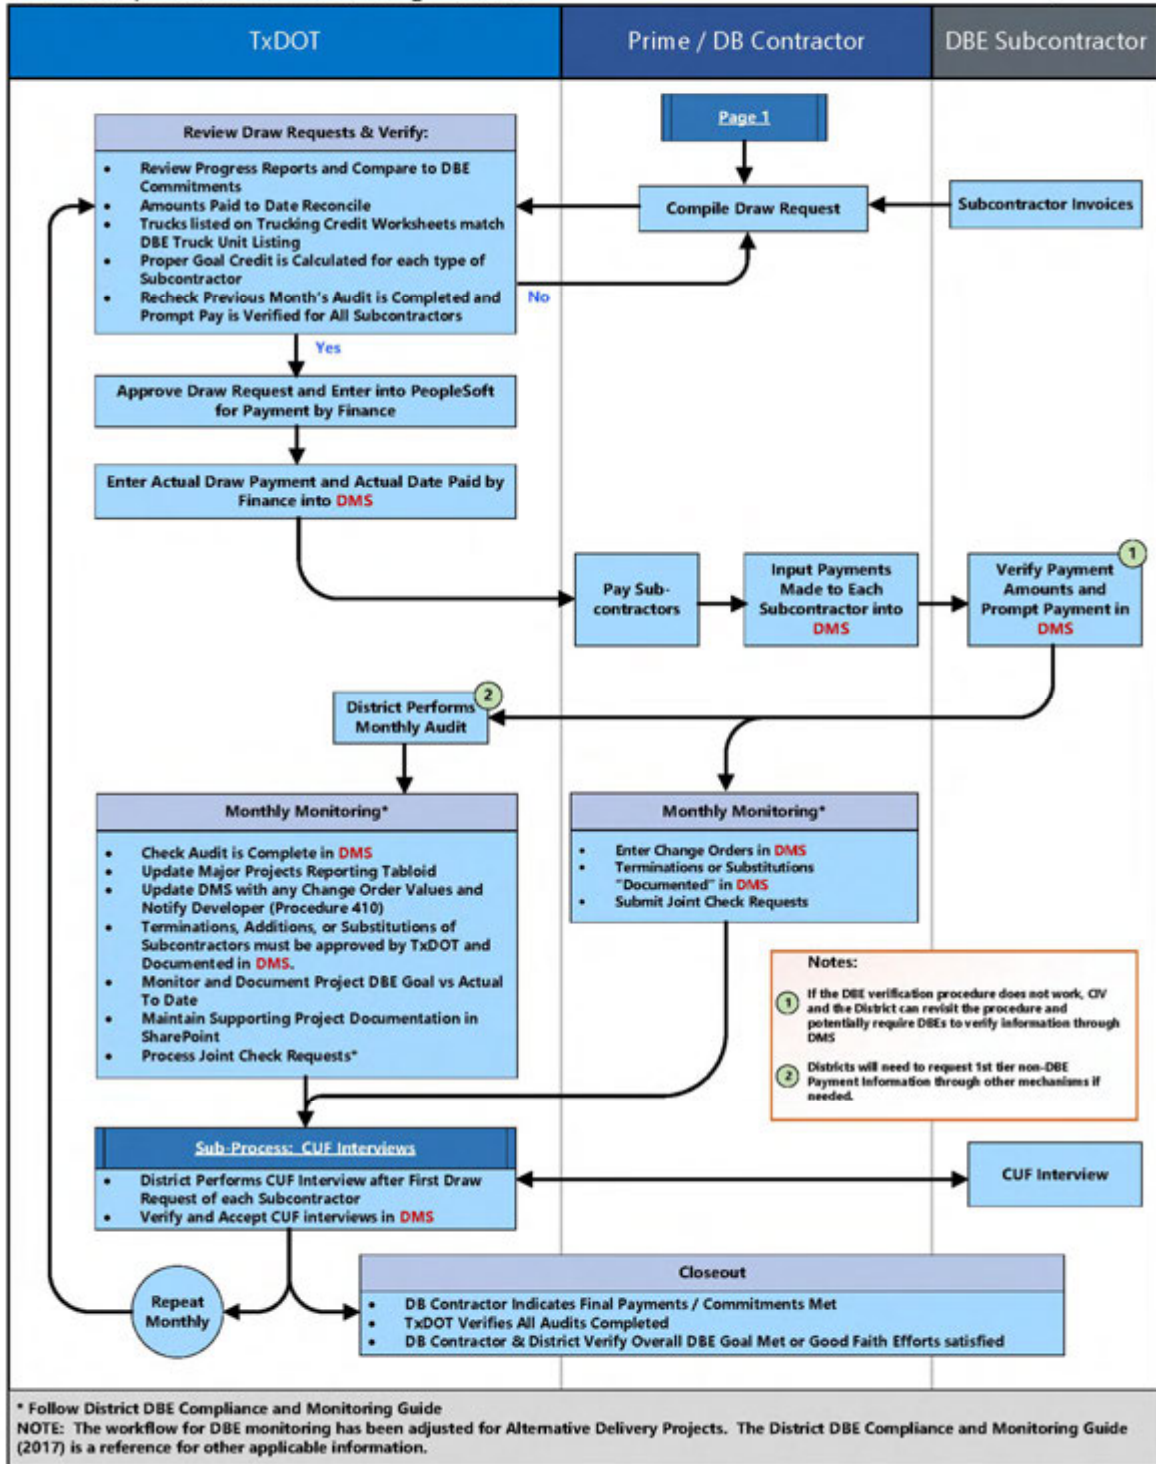 TxDOT
Prime / DB Contractor
DBE Subcontractor
Page 1
Review Draw Requests & Verify:
• Review Progress Reports and Compare to DBE
Commitments
• Amounts Paid to Date Reconcile
• Trucks listed on Trucking Credit Worksheets match
DBE Truck Unit Listing
• Proper Goal Credit is Calculated for each type of
Subcontractor
• Recheck Previous Month's Audit is Completed and
Prompt Pay is Verified for All Subcontractors
Compile Draw Request
Subcontractor Invoices
No
Yes
Approve Draw Request and Enter into PeopleSoft
for Payment by Finance
Enter Actual Draw Payment and Actual Date Paid by
Finance into DMS
Pay Sub-
contractors
Input Payments
Made to Each
Subcontractor into
DMS
1
Verify Payment
Amounts and
Prompt Payment in
DMS
2
District Performs
Monthly Audit
Monthly Monitoring*
• Check Audit is Complete in DMS
• Update Major Projects Reporting Tabloid
• Update DMS with any Change Order Values and
Notify Developer (Procedure 410)
• Terminations, Additions, or Substitutions of
Subcontractors must be approved by TxDOT and
Documented in DMS.
• Monitor and Document Project DBE Goal vs Actual
To Date
• Maintain Supporting Project Documentation in
SharePoint
• Process Joint Check Requests*
Monthly Monitoring*
• Enter Change Orders in DMS
• Terminations or Substitutions
"Documented" in DMS
• Submit Joint Check Requests
Notes:
1 If the DBE verification procedure does not work, CIV
and the District can revisit the procedure and
potentially require DBEs to verify information through
DMS
2 Districts will need to request 1st tier non-DBE
Payment Information through other mechanisms if
needed.
Sub-Process: CUF Interviews
• District Performs CUF Interview after First Draw
Request of each Subcontractor
• Verify and Accept CUF interviews in DMS
CUF Interview
Repeat
Monthly
Closeout
• DB Contractor Indicates Final Payments / Commitments Met
• TxDOT Verifies All Audits Completed
• DB Contractor & District Verify Overall DBE Goal Met or Good Faith Efforts satisfied
* Follow District DBE Compliance and Monitoring Guide
NOTE: The workflow for DBE monitoring has been adjusted for Alternative Delivery Projects. The District DBE Compliance and Monitoring Guide
(2017) is a reference for other applicable information.